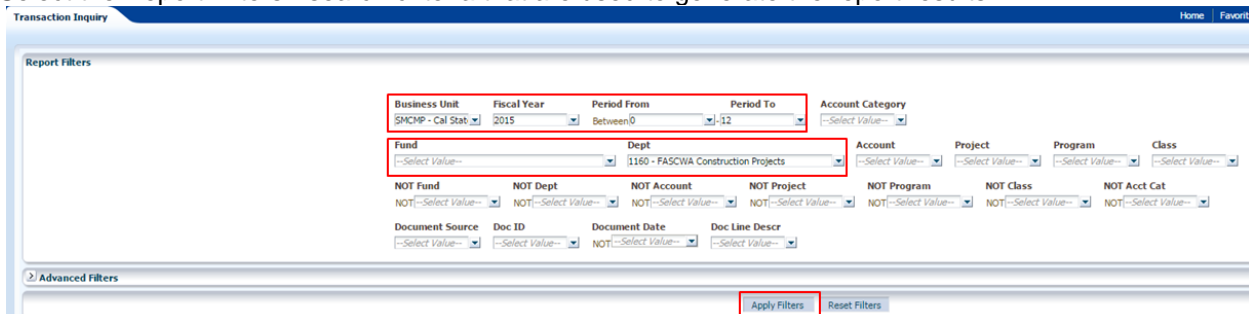 Transaction Inquiry Home Favorit
Report Filters
Business Unit Fiscal Year Period From Period To Account Category
SMCMP - Cal State 2015 Between 0 -12 --Select Value--
Fund Dept Account Project Program Class
--Select Value-- 1160 - FASCWA Construction Projects --Select Value-- --Select Value-- --Select Value-- --Select Value--
NOT Fund NOT Dept NOT Account NOT Project NOT Program NOT Class NOT Acct Cat
NOT --Select Value-- NOT --Select Value-- NOT --Select Value-- NOT --Select Value-- NOT --Select Value-- NOT --Select Value-- NOT --Select Value--
Document Source Doc ID Document Date Doc Line Descr
--Select Value-- --Select Value-- NOT --Select Value-- --Select Value--
Advanced Filters
Apply Filters Reset Filters